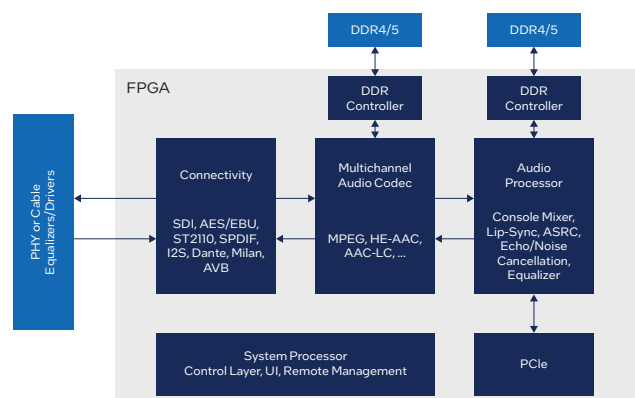 DDR4/5
DDR4/5
FPGA
DDR
Controller
DDR
Controller
PHY or Cable
Equalizers/Drivers
Connectivity
SDI, AES/EBU,
ST2110, SPDIF,
I2S, Dante, Milan,
AVB
Multichannel
Audio Codec
MPEG, HE-AAC,
AAC-LC, ...
Audio
Processor
Console Mixer,
Lip-Sync, ASRC,
Echo/Noise
Cancellation,
Equalizer
System Processor
Control Layer, UI, Remote Management
PCIe